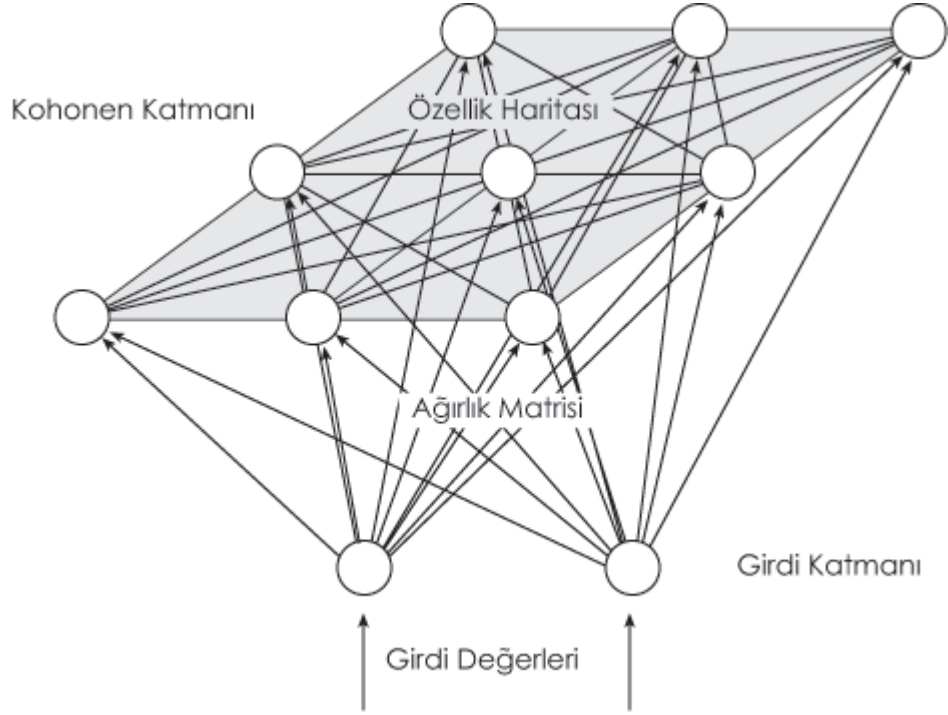 Kohonen Katmanı
Özellik Haritası
Ağırlık Matrisi
Girdi Katmanı
Girdi Değerleri